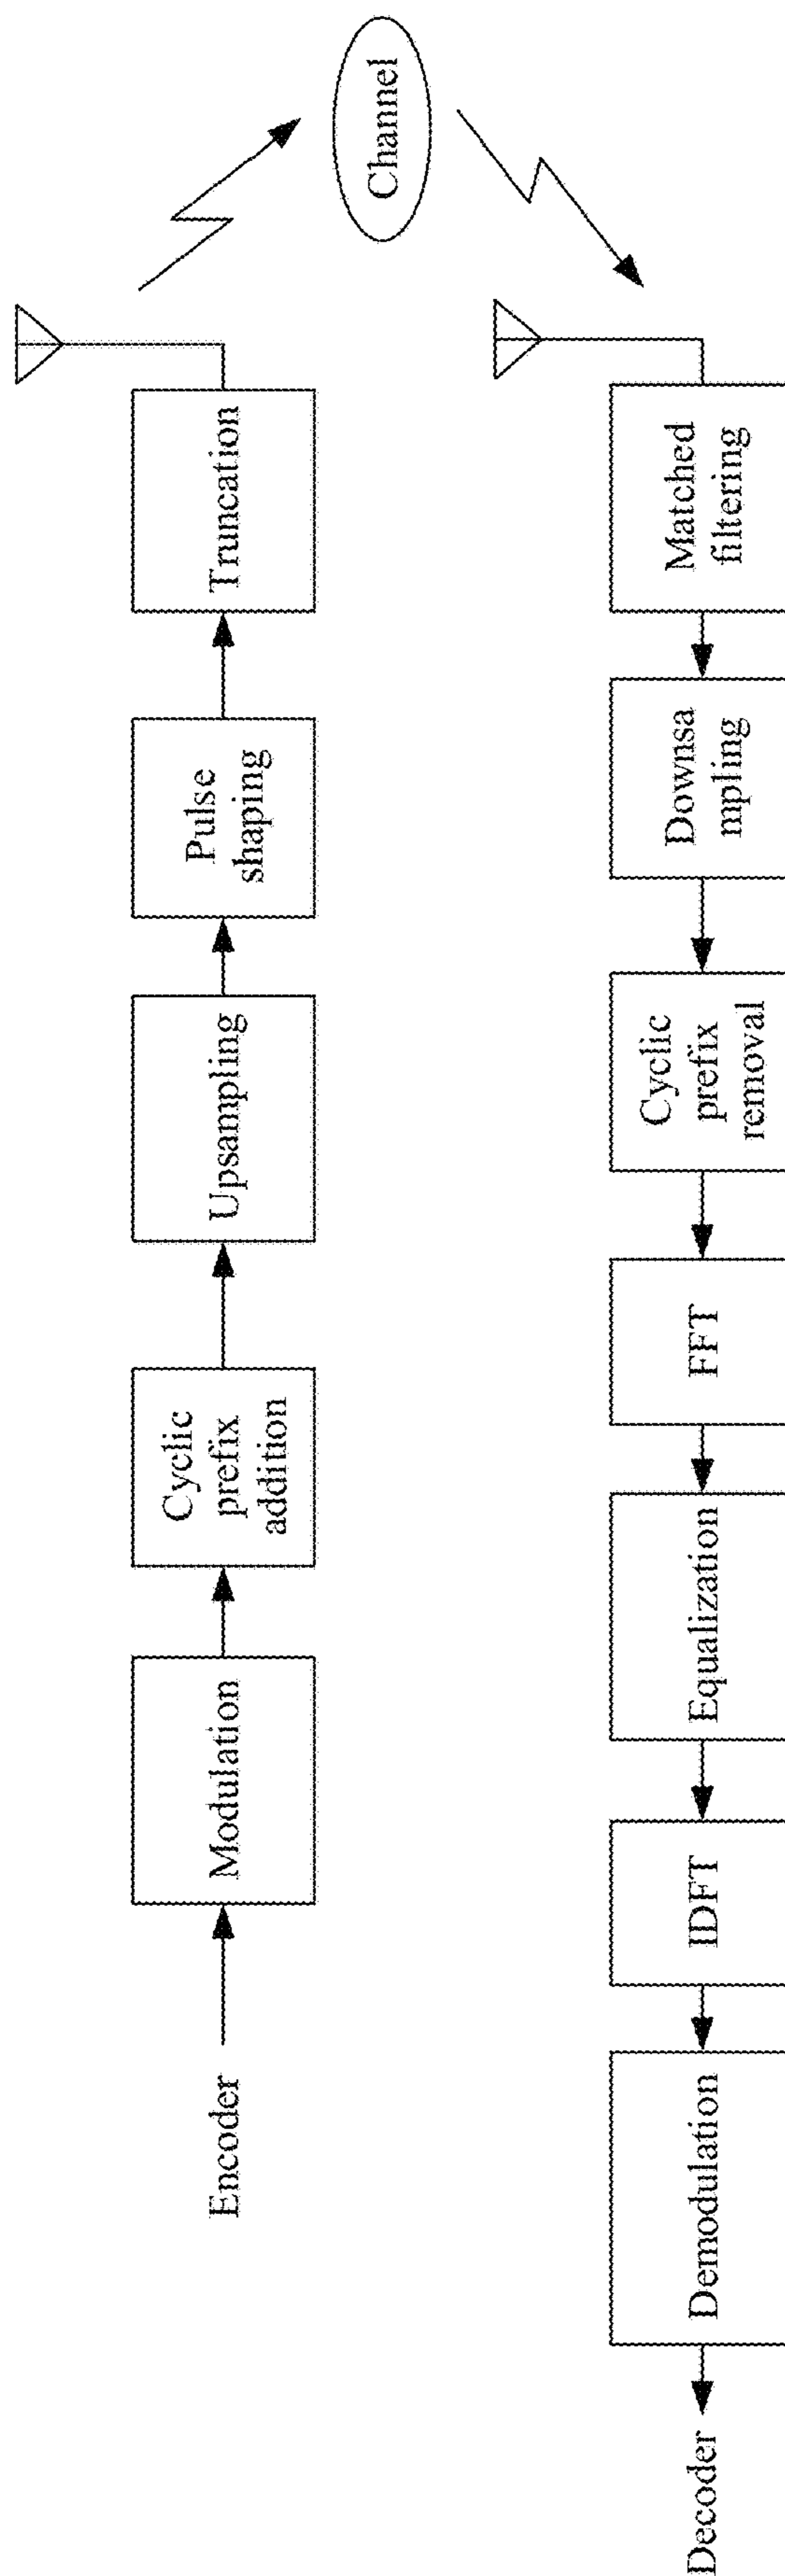 Encoder
Modulation
Cyclic
prefix
addition
Upsampling
Pulse
shaping
Truncation
Channel
Matched
filtering
Downsa
mpling
Cyclic
prefix
removal
FFT
Equalization
IDFT
Demodulation
Decoder